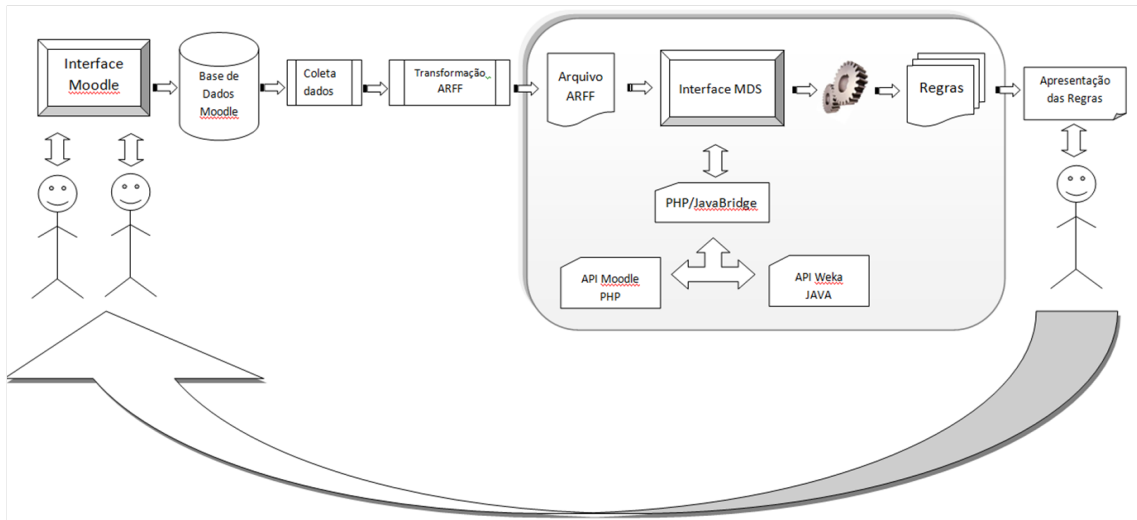 Interface
Moodle
Base de
Dados
Moodle
Coleta
dados
Transformação
ARFF
Arquivo
ARFF
Interface MDS
Regras
Apresentação
das Regras
PHP/JavaBridge
API Moodle
PHP
API Weka
JAVA